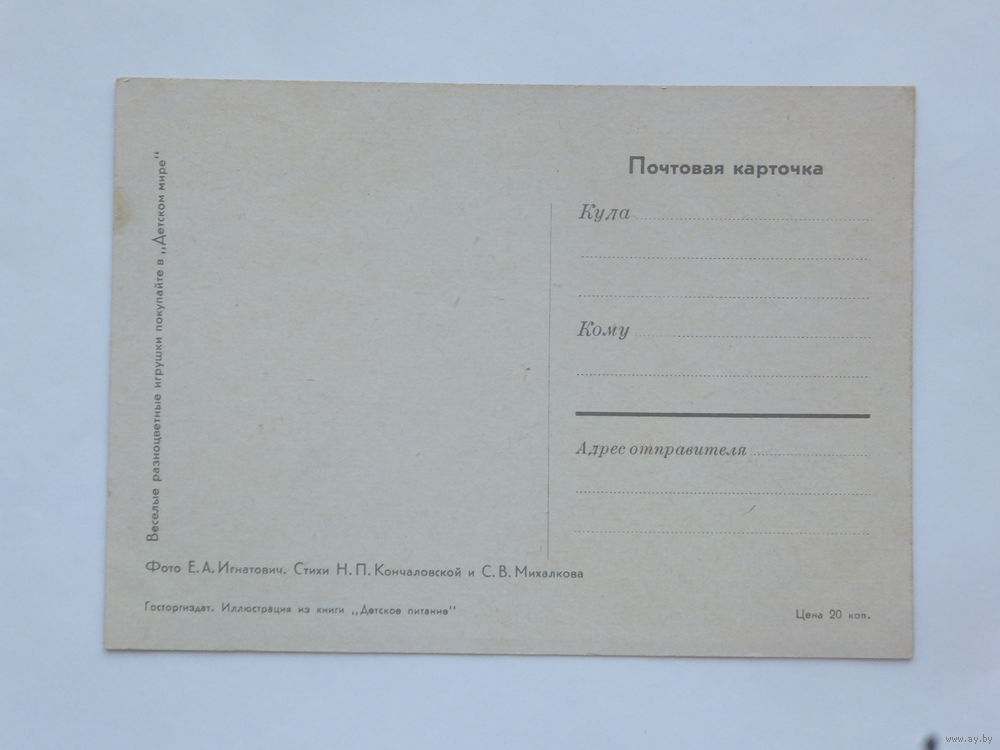 Веселые разноцветные игрушки покупайте в ,,Детском мире"
Почтовая карточка
Куда
Кому
Адрес отправителя
Фото Е. А. Игнатович. Стихи Н. П. Кончаловской и С. В. Михалкова
Госторгиздат. Иллюстрация из книги ,,Детское питание"
Цена 20 коп.
www.ay.by